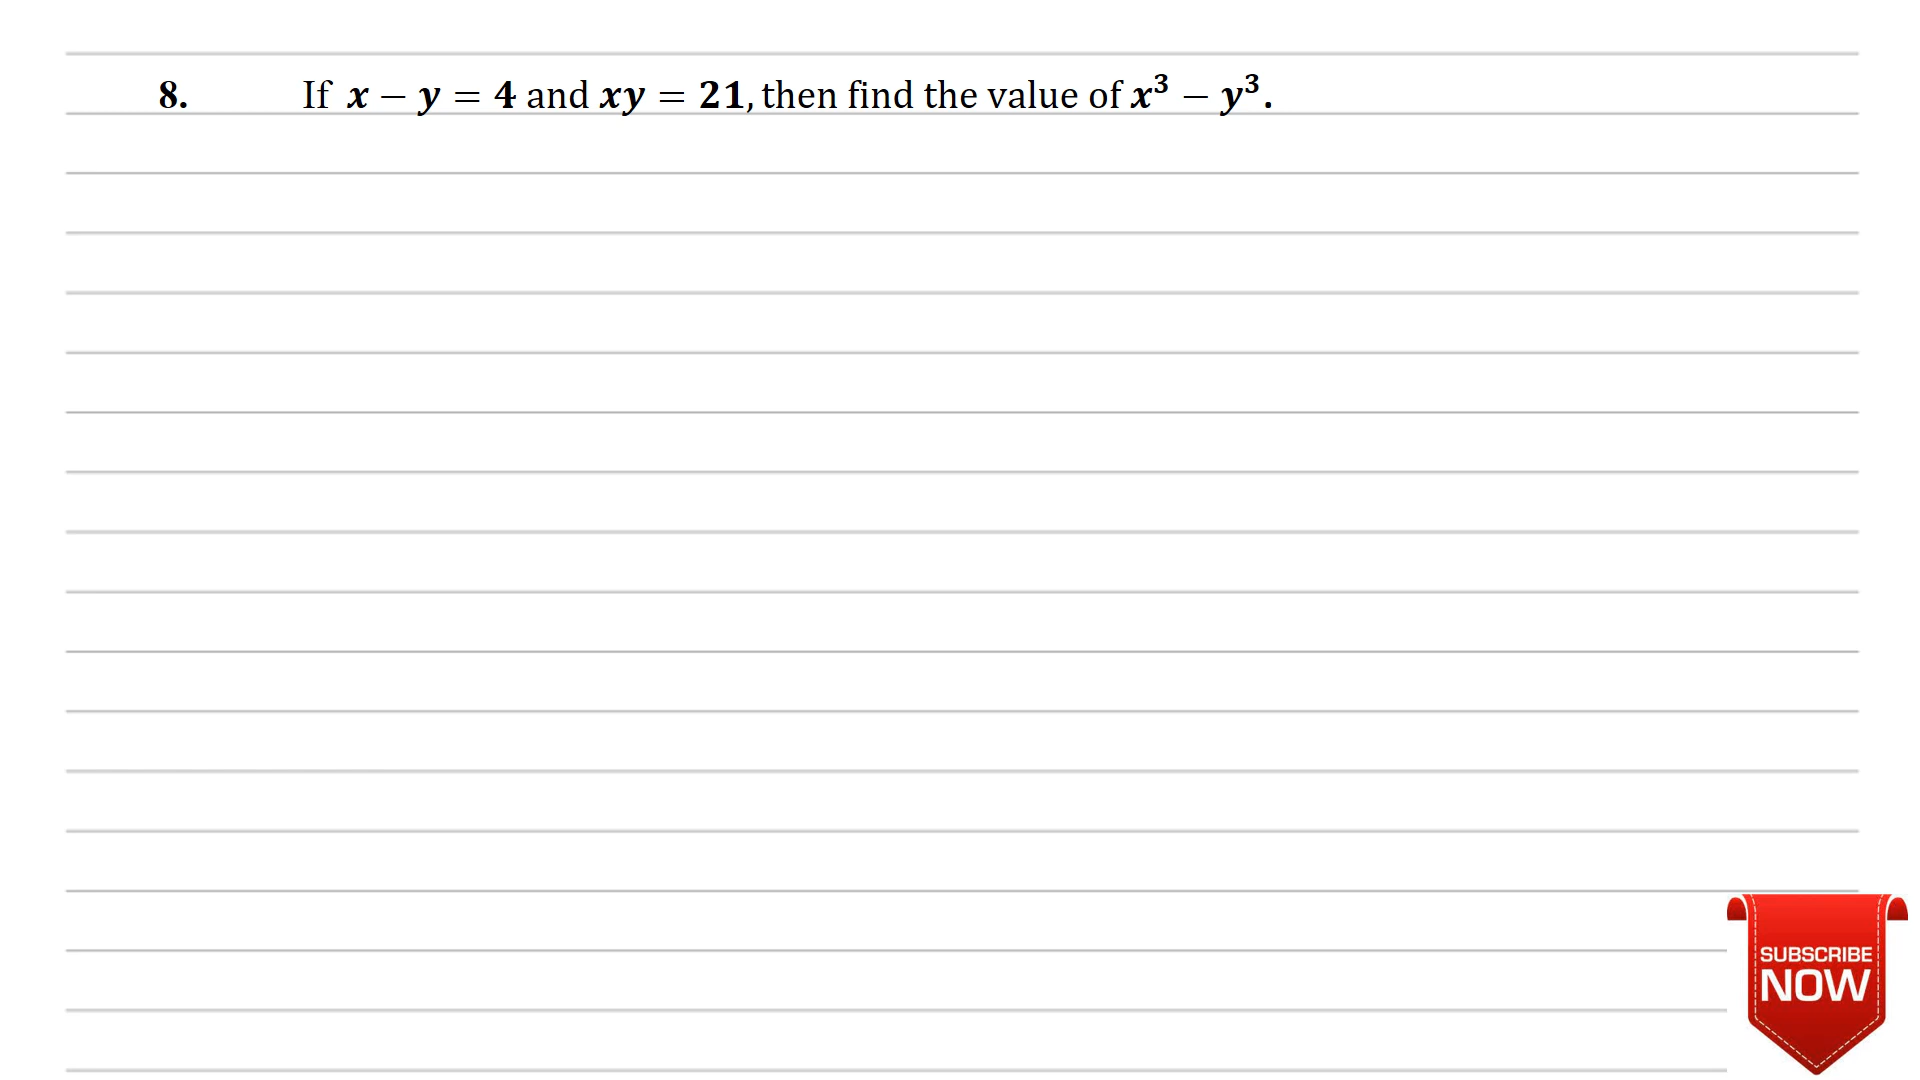 8. If x − y = 4 and xy = 21, then find the value of x³ − y³.
SUBSCRIBE
NOW